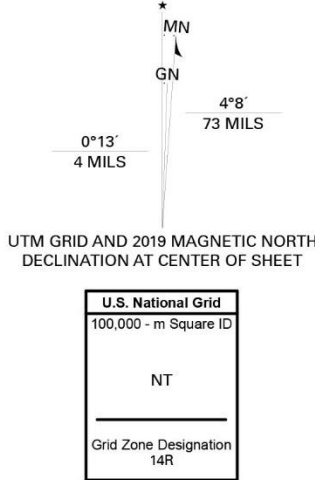 ★
MN
GN
4°8´
73 MILS
0°13´
4 MILS
UTM GRID AND 2019 MAGNETIC NORTH
DECLINATION AT CENTER OF SHEET
U.S. National Grid
100,000 - m Square ID
NT
Grid Zone Designation
14R